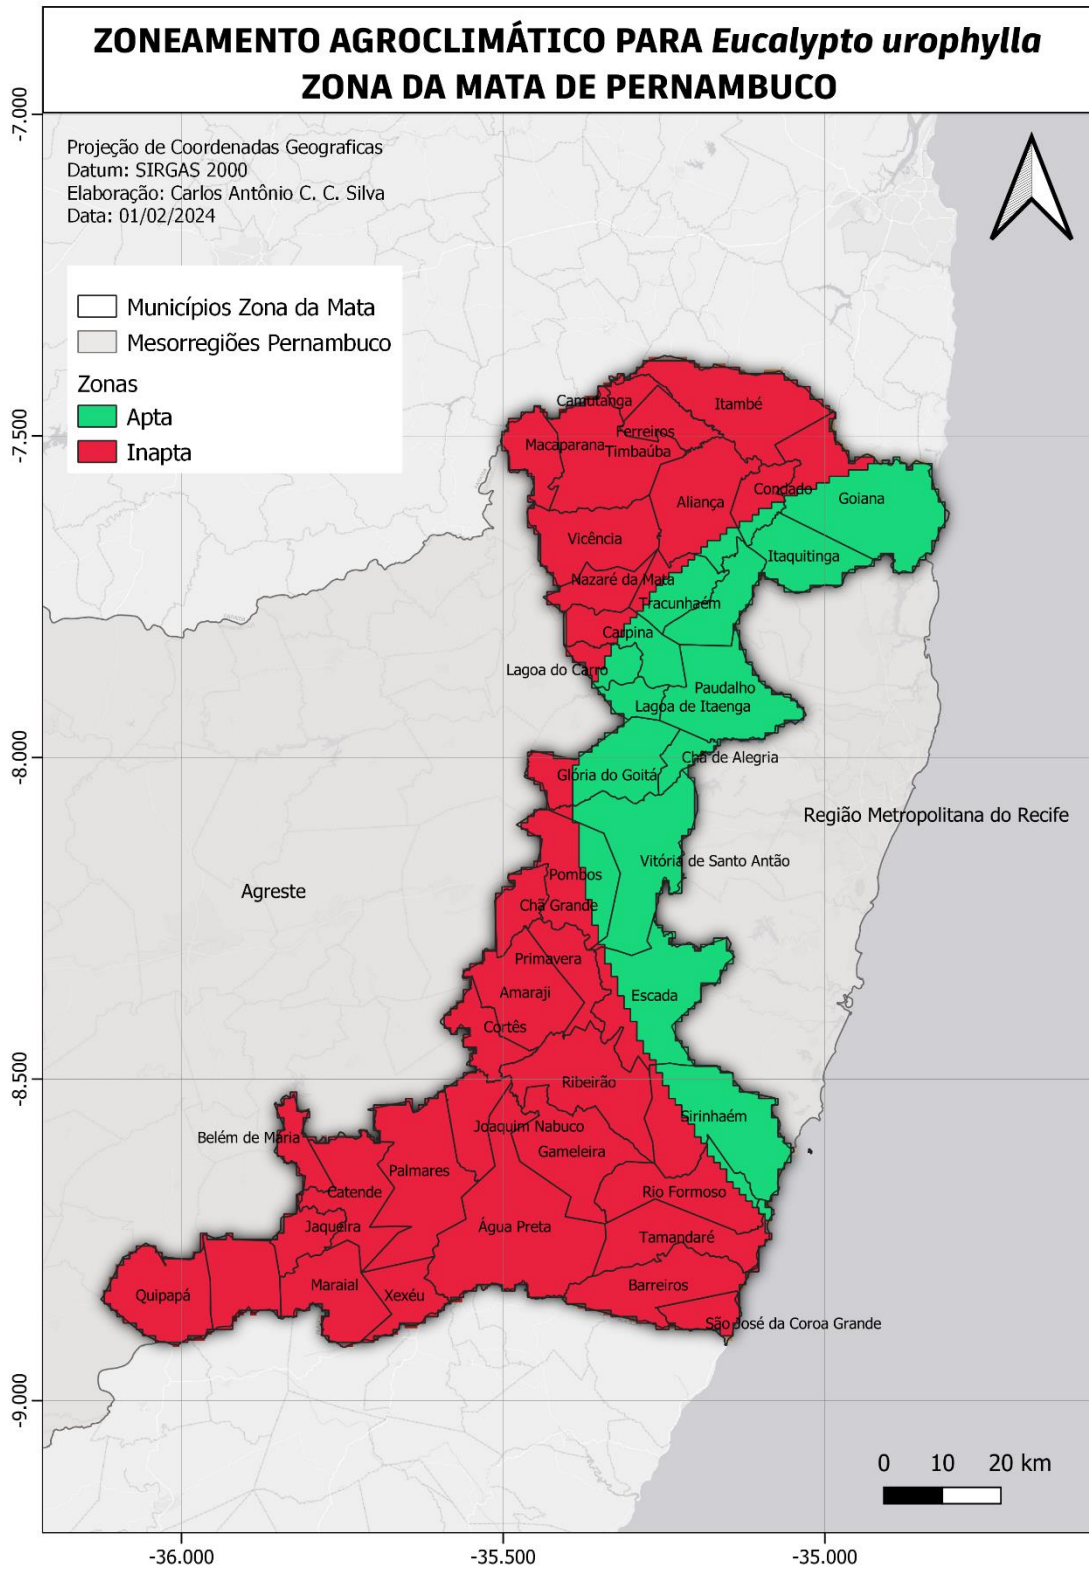 ZONEAMENTO AGROCLIMÁTICO PARA Eucalypto urophylla
ZONA DA MATA DE PERNAMBUCO
-7.000
Projeção de Coordenadas Geograficas
Datum: SIRGAS 2000
Elaboração: Carlos Antônio C. C. Silva
Data: 01/02/2024
Municípios Zona da Mata
Mesorregiões Pernambuco
Zonas
Apta
Inapta
-7.500
Camutanga
Itambé
Ferreiros
Macaparana
Timbaúba
Condado
Goiana
Aliança
Vicência
Itaquitinga
Nazaré da Mata
Tracunhaém
Carpina
Lagoa do Carro
Paudalho
Lagoa de Itaenga
-8.000
Chã de Alegria
Glória do Goitá
Região Metropolitana do Recife
Vitória de Santo Antão
Pombos
Agreste
Chã Grande
Primavera
Amaraji
Escada
Cortês
-8.500
Ribeirão
Sirinhaém
Joaquim Nabuco
Belém de Maria
Gameleira
Palmares
Catende
Rio Formoso
Jaqueira
Água Preta
Tamandaré
Maraial
Barreiros
Quipapá
Xexéu
São José da Coroa Grande
-9.000
0 10 20 km
-36.000 -35.500 -35.000